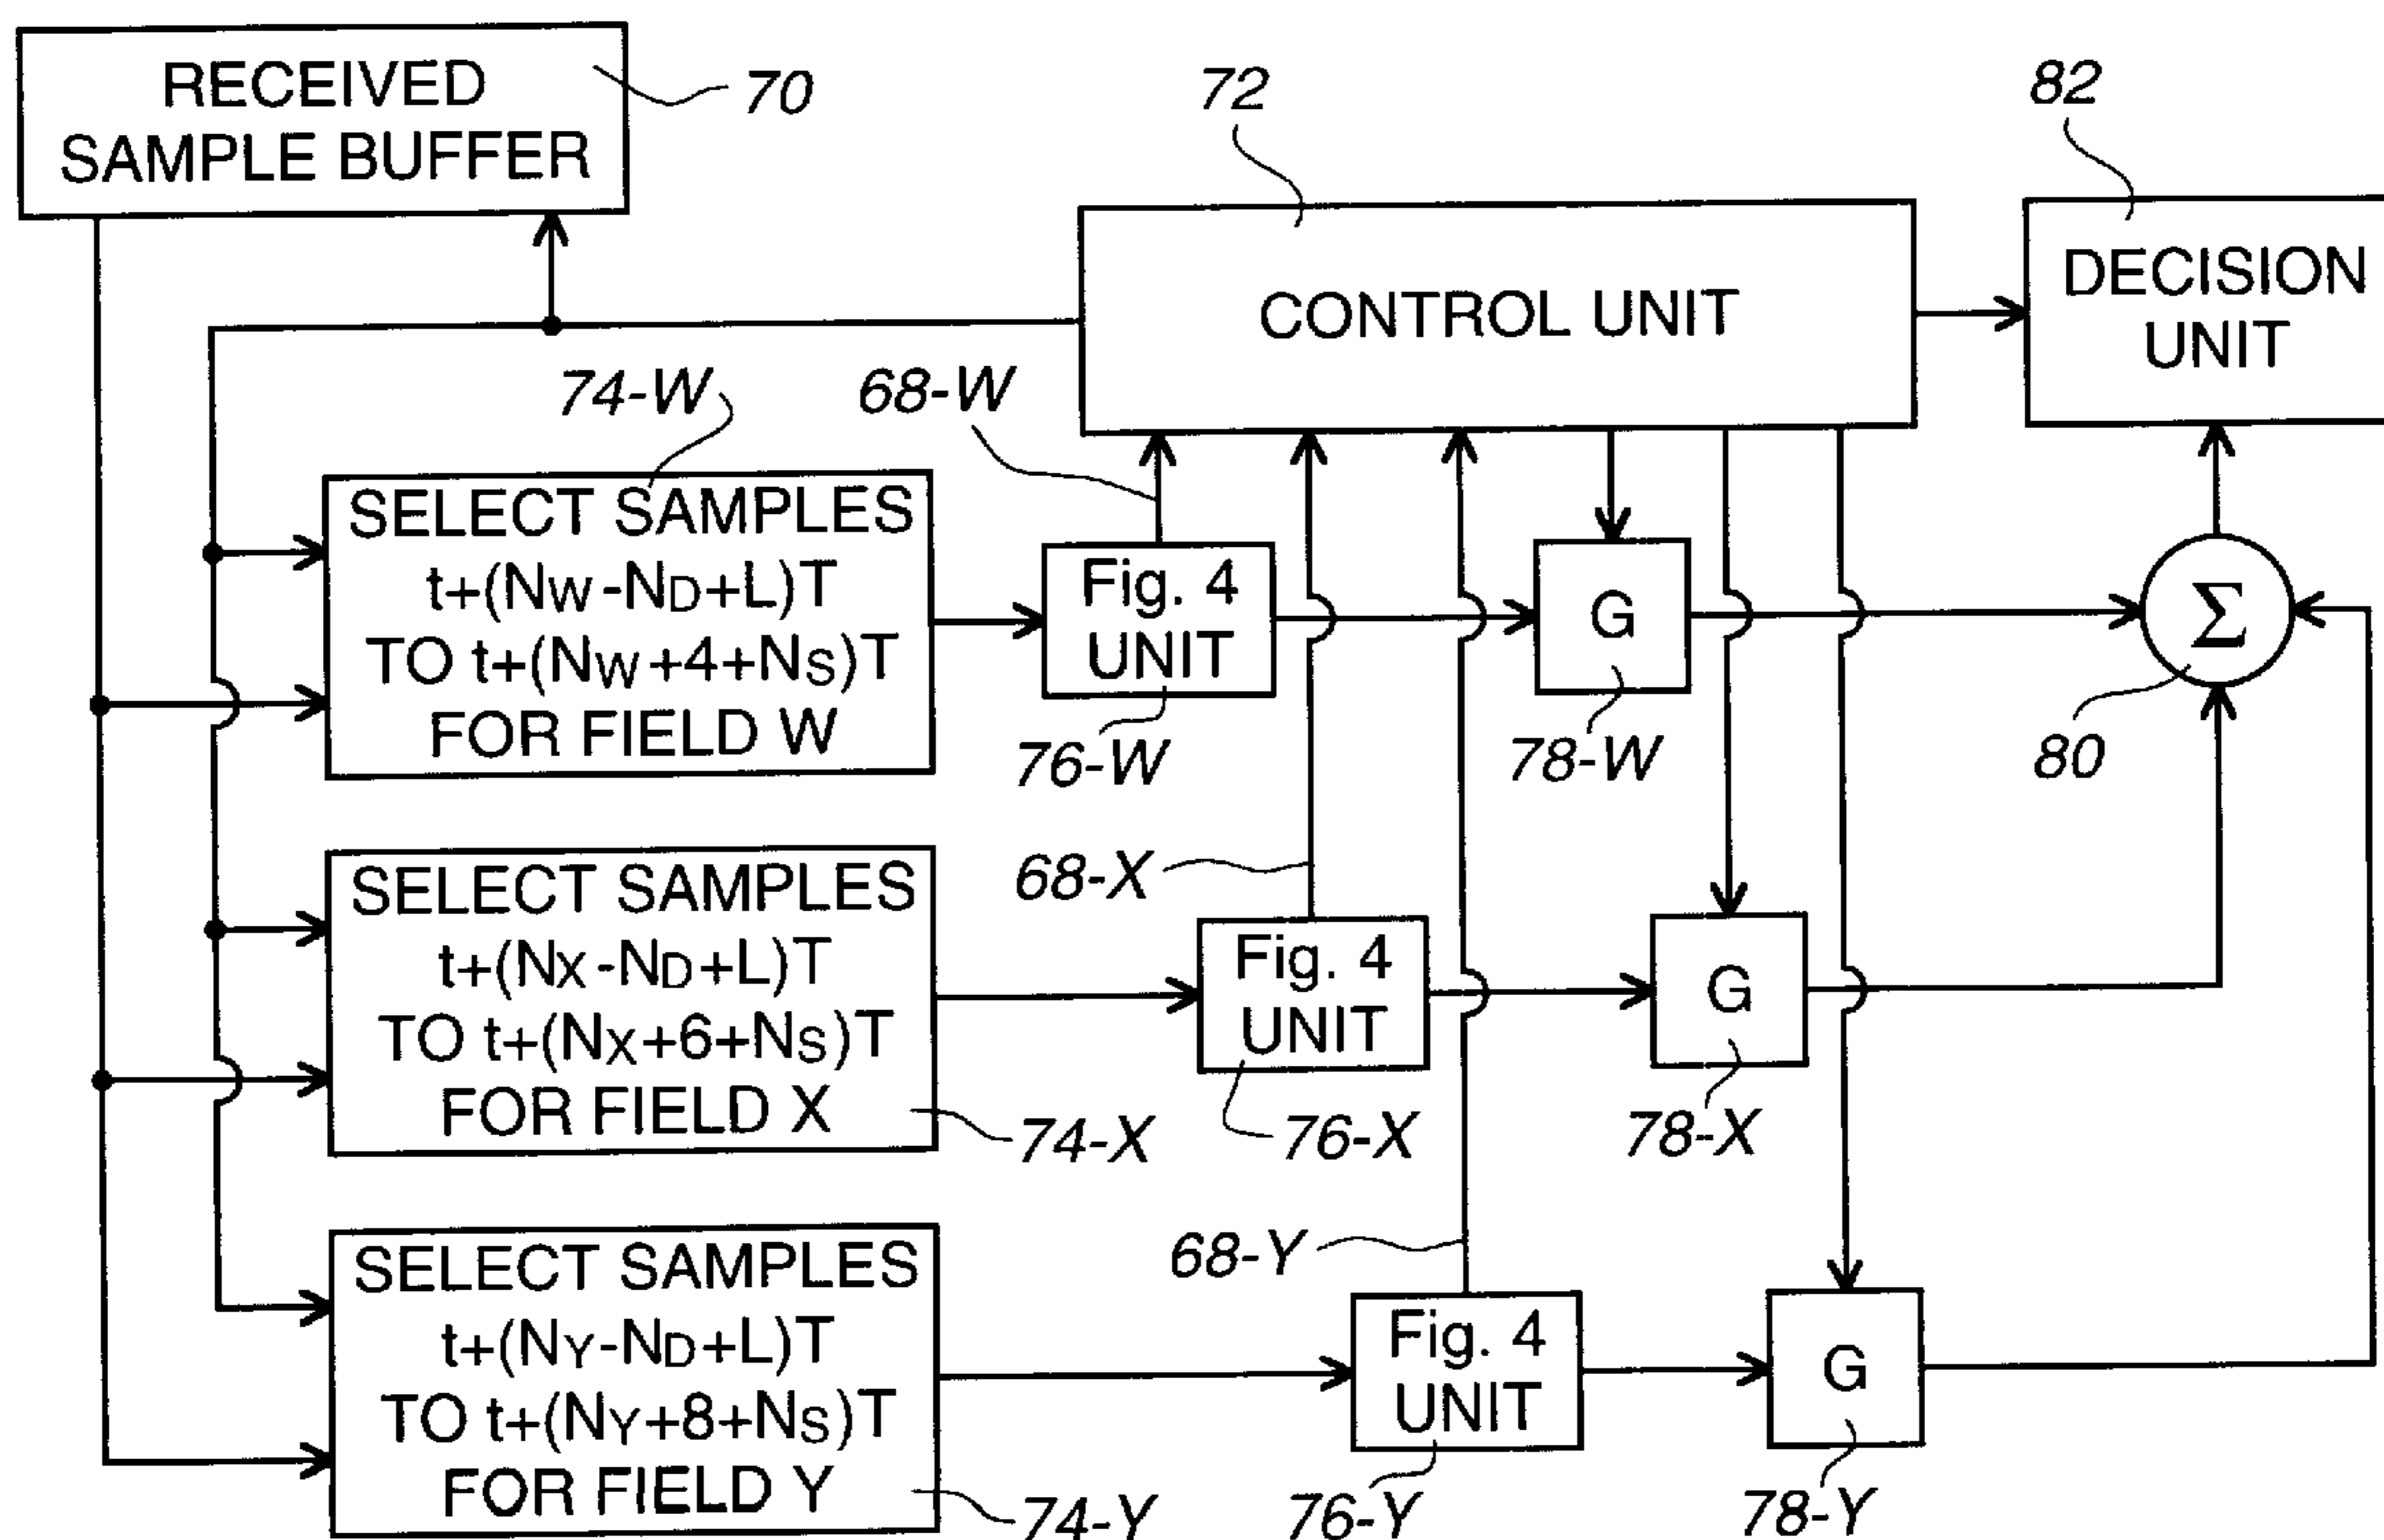 RECEIVED
SAMPLE BUFFER
70
72
82
CONTROL UNIT
DECISION
UNIT
74-W
68-W
SELECT SAMPLES
t+(NW-ND+L)T
TO t+(NW+4+NS)T
FOR FIELD W
Fig. 4
UNIT
G
Σ
76-W
78-W
80
68-X
SELECT SAMPLES
t+(NX-ND+L)T
TO t+(NX+6+NS)T
FOR FIELD X
Fig. 4
UNIT
G
74-X
76-X
78-X
68-Y
SELECT SAMPLES
t+(NY-ND+L)T
TO t+(NY+8+NS)T
FOR FIELD Y
Fig. 4
UNIT
G
74-Y
76-Y
78-Y